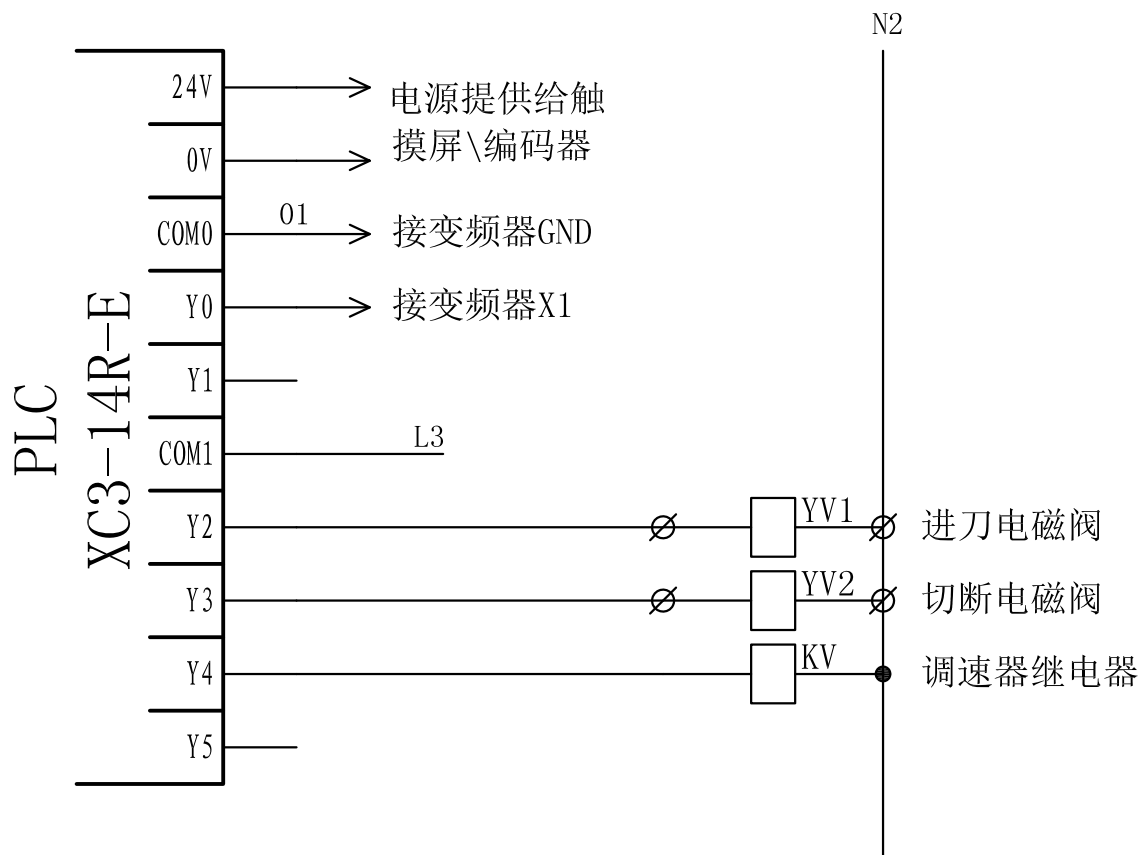 N2
24V
电源提供给触
摸屏\编码器
0V
COM0
01
接变频器GND
Y0
接变频器X1
Y1
COM1
L3
Y2
YV1
进刀电磁阀
Y3
YV2
切断电磁阀
Y4
KV
调速器继电器
Y5
PLC
XC3-14R-E